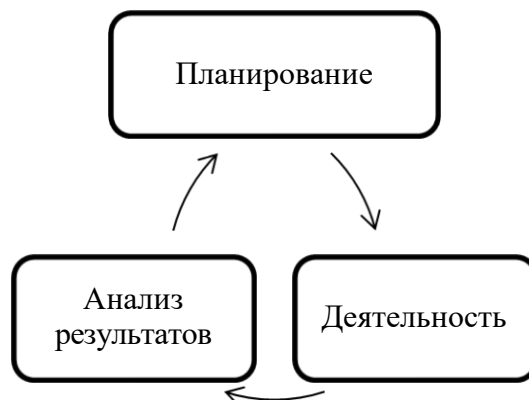 Планирование
Анализ
результатов
Деятельность